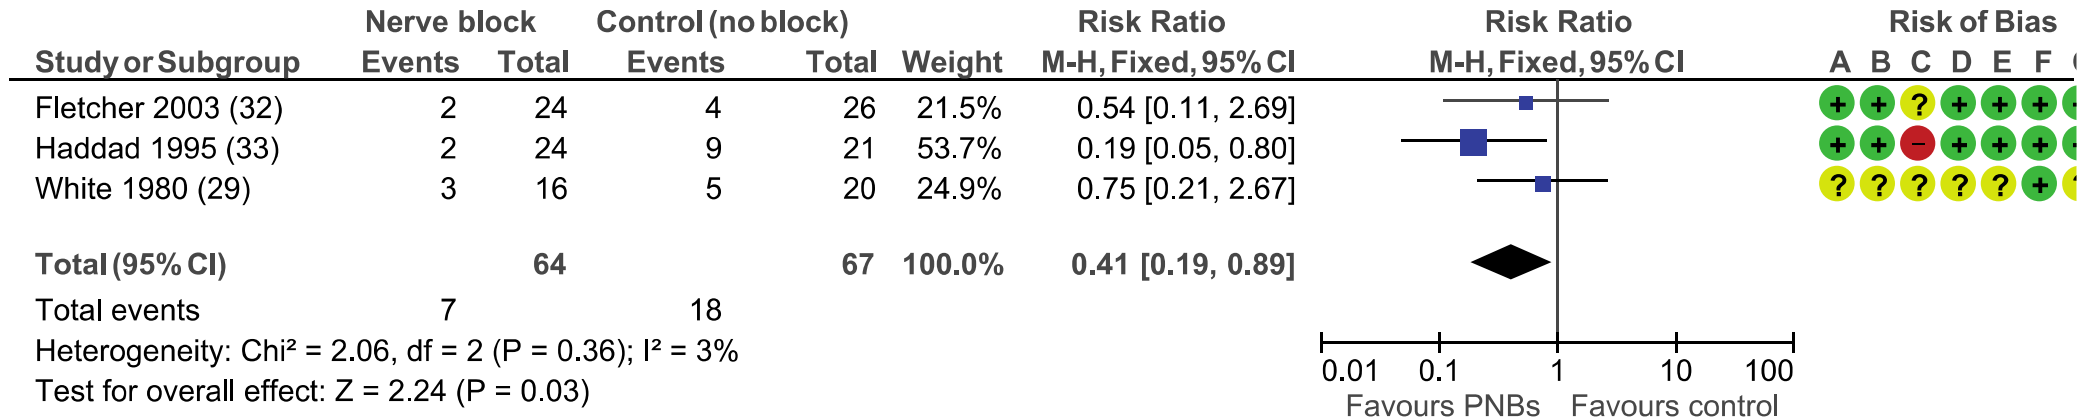 Nerve block Control (no block) Risk Ratio Risk Ratio Risk of Bias
Study or Subgroup Events Total Events Total Weight M-H, Fixed, 95% CI M-H, Fixed, 95% CI A B C D E F
Fletcher 2003 (32) 2 24 4 26 21.5% 0.54 [0.11, 2.69] + + ? + + +
Haddad 1995 (33) 2 24 9 21 53.7% 0.19 [0.05, 0.80] + + − + + +
White 1980 (29) 3 16 5 20 24.9% 0.75 [0.21, 2.67] ? ? ? ? ? + ?
Total (95% CI) 64 67 100.0% 0.41 [0.19, 0.89]
Total events 7 18
Heterogeneity: Chi² = 2.06, df = 2 (P = 0.36); I² = 3%
Test for overall effect: Z = 2.24 (P = 0.03)
0.01 0.1 1 10 100
Favours PNBs Favours control